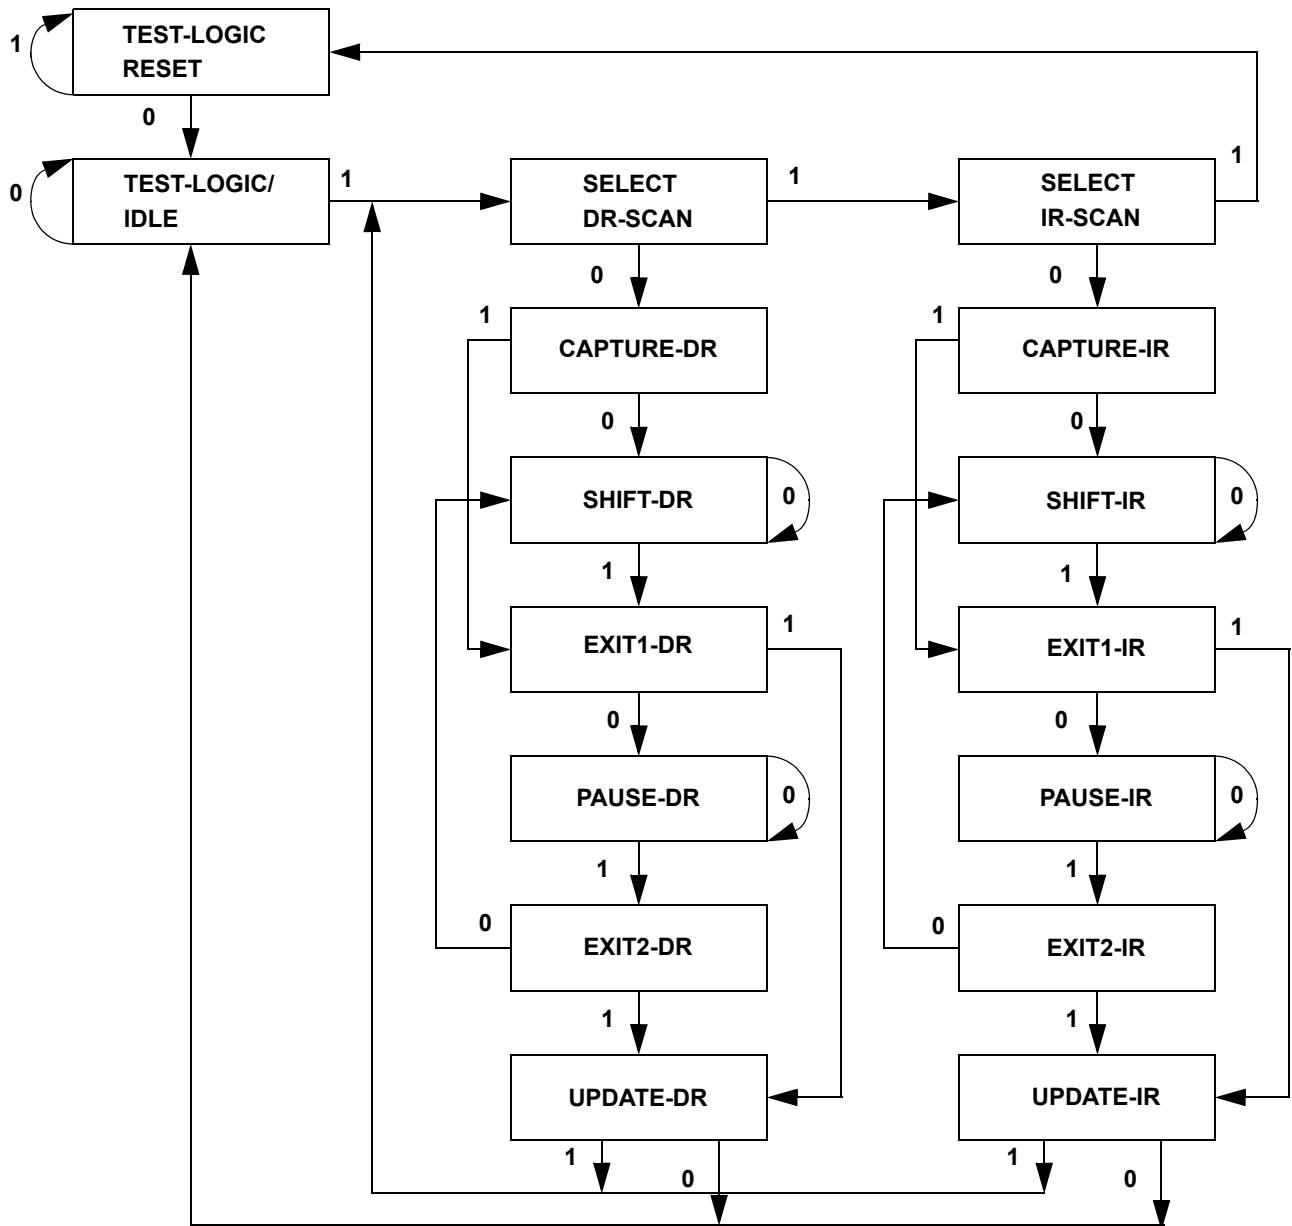 1
TEST-LOGIC
RESET
0
0
TEST-LOGIC/
IDLE
1
SELECT
DR-SCAN
1
SELECT
IR-SCAN
1
0
0
1
CAPTURE-DR
1
CAPTURE-IR
0
0
SHIFT-DR
0
SHIFT-IR
0
1
1
EXIT1-DR
1
EXIT1-IR
1
0
0
PAUSE-DR
0
PAUSE-IR
0
1
1
0
EXIT2-DR
0
EXIT2-IR
1
1
UPDATE-DR
UPDATE-IR
1
0
1
0